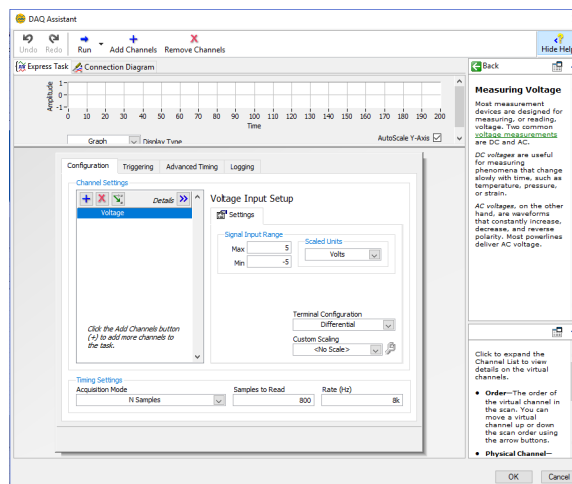 DAQ Assistant
Undo Redo Run Add Channels Remove Channels
Hide Help
Express Task Connection Diagram
Amplitude
1
0
-1
0 10 20 30 40 50 60 70 80 90 100 110 120 130 140 150 160 170 180 190 200
Time
Graph Display Type AutoScale Y-Axis
Configuration Triggering Advanced Timing Logging
Channel Settings
Details
Voltage
Click the Add Channels button
(+) to add more channels to
the task.
Voltage Input Setup
Settings
Signal Input Range
Max 5
Min -5
Scaled Units
Volts
Terminal Configuration
Differential
Custom Scaling
<No Scale>
Timing Settings
Acquisition Mode Samples to Read Rate (Hz)
N Samples 800 8k
Back
Measuring Voltage
Most measurement
devices are designed for
measuring, or reading,
voltage. Two common
voltage measurements
are DC and AC.
DC voltages are useful
for measuring
phenomena that change
slowly with time, such as
temperature, pressure,
or strain.
AC voltages, on the other
hand, are waveforms
that constantly increase,
decrease, and reverse
polarity. Most powerlines
deliver AC voltage.
Click to expand the
Channel List to view
details on the virtual
channels.
• Order—The order of
the virtual channel in
the scan. You can
move a virtual
channel up or down
the scan order using
the arrow buttons.
• Physical Channel—
OK Cancel